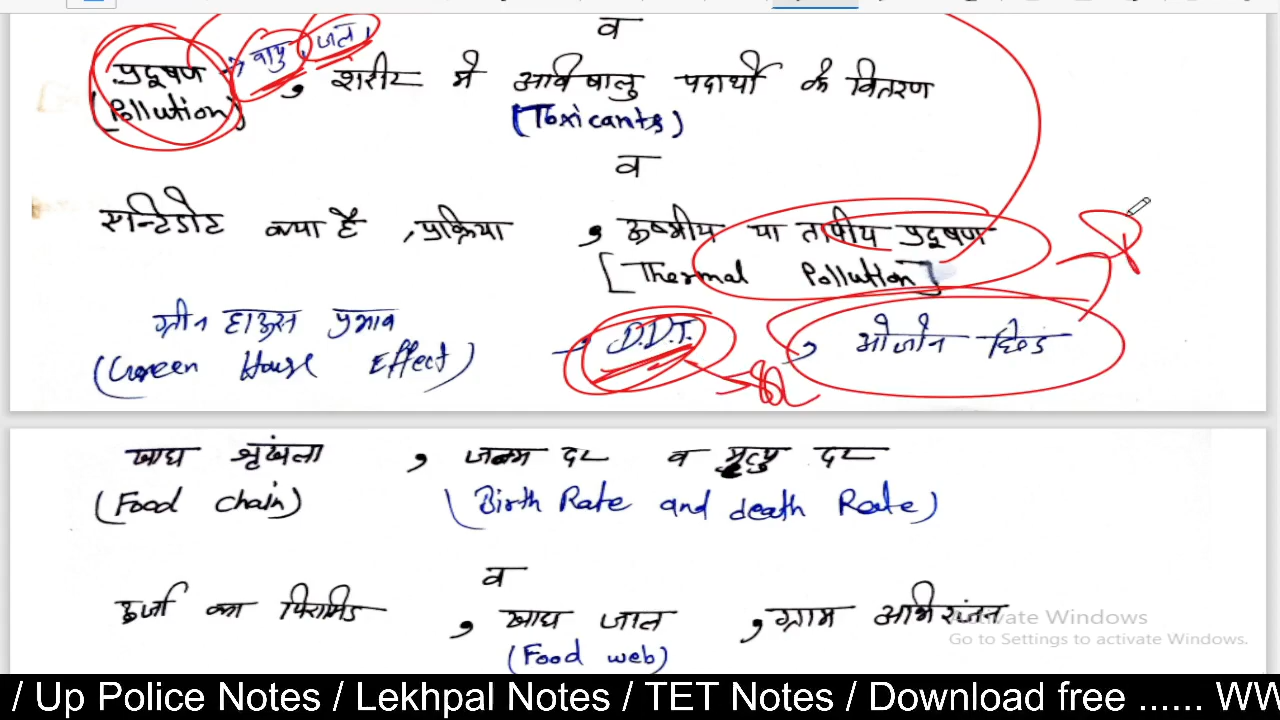 व
वायु, जल,
प्रदूषण , शरीर में आविषालु पदार्थो के वितरण
(Pollution) (Toxicants)
व
एन्टिडोट क्या है , प्रक्रिया , ऊष्मीय या तापीय प्रदूषण
[Thermal Pollution]
ग्रीन हाऊस प्रभाव D.D.T. , ओजोन छिद्र
(Green House Effect)
खाद्य श्रृंखला , जन्म दर व मृत्यु दर
(Food chain) (Birth Rate and death Rate)
व
ऊर्जा का पिरामिड , खाद्य जाल , ग्राम अभिरंजन
(Food web)
Activate Windows
Go to Settings to activate Windows.
/ Up Police Notes / Lekhpal Notes / TET Notes / Download free ...... WW